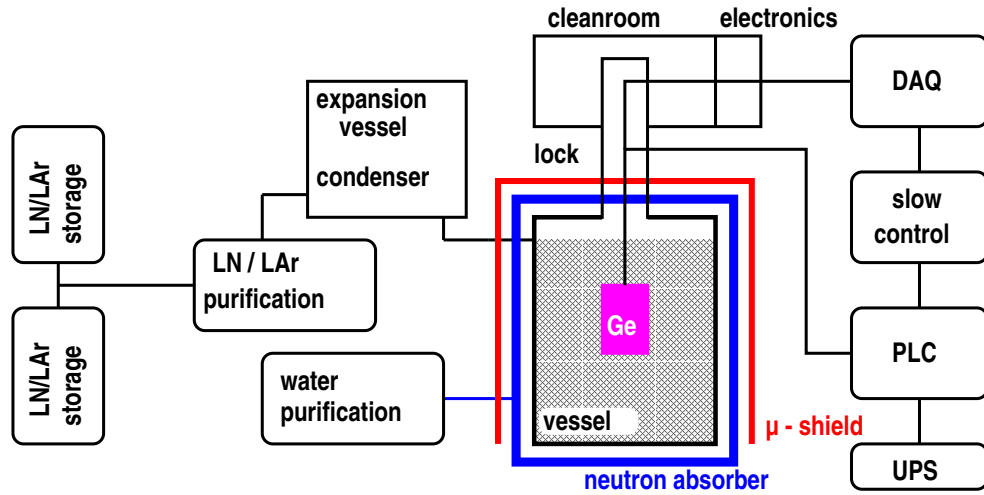 cleanroom
electronics
expansion
vessel
condenser
DAQ
lock
LN/LAr
storage
slow
control
LN / LAr
purification
Ge
PLC
LN/LAr
storage
water
purification
vessel
μ - shield
neutron absorber
UPS